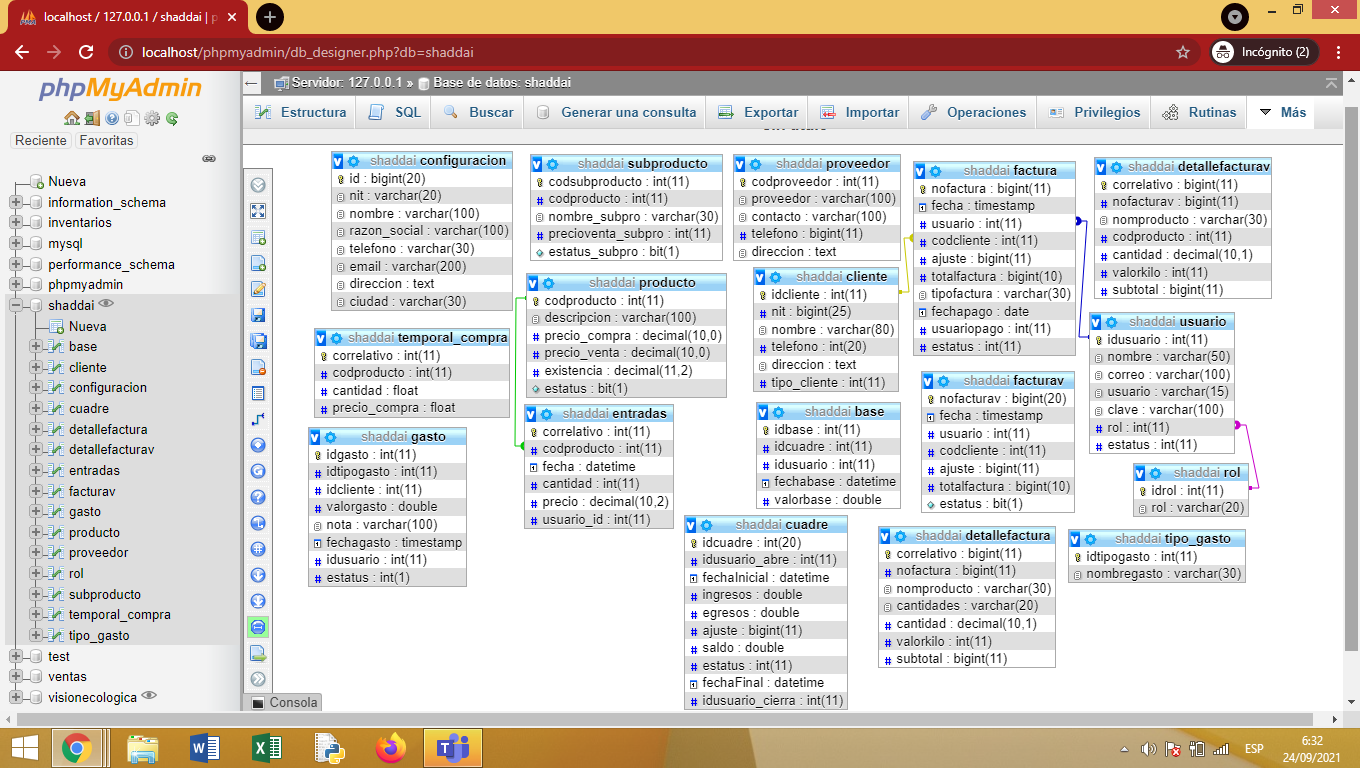 localhost / 127.0.0.1 / shaddai | p
localhost/phpmyadmin/db_designer.php?db=shaddai
Incógnito (2)
phpMyAdmin
Reciente
Favoritas
Nueva
information_schema
inventarios
mysql
performance_schema
phpmyadmin
shaddai
Nueva
base
cliente
configuracion
cuadre
detallefactura
detallefacturav
entradas
facturav
gasto
producto
proveedor
rol
subproducto
temporal_compra
tipo_gasto
test
ventas
visionecologica
Servidor: 127.0.0.1 » Base de datos: shaddai
Estructura
SQL
Buscar
Generar una consulta
Exportar
Importar
Operaciones
Privilegios
Rutinas
Más
shaddai configuracion
id : bigint(20)
nit : varchar(20)
nombre : varchar(100)
razon_social : varchar(100)
telefono : varchar(30)
email : varchar(200)
direccion : text
ciudad : varchar(30)
shaddai subproducto
codsubproducto : int(11)
codproducto : int(11)
nombre_subpro : varchar(30)
precioventa_subpro : int(11)
estatus_subpro : bit(1)
shaddai proveedor
codproveedor : int(11)
proveedor : varchar(100)
contacto : varchar(100)
telefono : bigint(11)
direccion : text
shaddai factura
nofactura : bigint(11)
fecha : timestamp
usuario : int(11)
codcliente : int(11)
ajuste : bigint(11)
totalfactura : bigint(10)
tipofactura : varchar(30)
fechapago : date
usuariopago : int(11)
estatus : int(11)
shaddai detallefacturav
correlativo : bigint(11)
nofacturav : bigint(11)
nomproducto : varchar(30)
codproducto : int(11)
cantidad : decimal(10,1)
valorkilo : int(11)
subtotal : bigint(11)
shaddai producto
codproducto : int(11)
descripcion : varchar(100)
precio_compra : decimal(10,0)
precio_venta : decimal(10,0)
existencia : decimal(11,2)
estatus : bit(1)
shaddai cliente
idcliente : int(11)
nit : bigint(25)
nombre : varchar(80)
telefono : int(20)
direccion : text
tipo_cliente : int(11)
shaddai usuario
idusuario : int(11)
nombre : varchar(50)
correo : varchar(100)
usuario : varchar(15)
clave : varchar(100)
rol : int(11)
estatus : int(11)
shaddai temporal_compra
correlativo : int(11)
codproducto : int(11)
cantidad : float
precio_compra : float
shaddai facturav
nofacturav : bigint(20)
fecha : timestamp
usuario : int(11)
codcliente : int(11)
ajuste : bigint(11)
totalfactura : bigint(10)
estatus : bit(1)
shaddai entradas
correlativo : int(11)
codproducto : int(11)
fecha : datetime
cantidad : int(11)
precio : decimal(10,2)
usuario_id : int(11)
shaddai base
idbase : int(11)
idcuadre : int(11)
idusuario : int(11)
fechabase : datetime
valorbase : double
shaddai gasto
idgasto : int(11)
idtipogasto : int(11)
idcliente : int(11)
valorgasto : double
nota : varchar(100)
fechagasto : timestamp
idusuario : int(11)
estatus : int(1)
shaddai rol
idrol : int(11)
rol : varchar(20)
shaddai cuadre
idcuadre : int(20)
idusuario_abre : int(11)
fechaInicial : datetime
ingresos : double
egresos : double
ajuste : bigint(11)
saldo : double
estatus : int(11)
fechaFinal : datetime
idusuario_cierra : int(11)
shaddai detallefactura
correlativo : bigint(11)
nofactura : bigint(11)
nomproducto : varchar(30)
cantidades : varchar(20)
cantidad : decimal(10,1)
valorkilo : int(11)
subtotal : bigint(11)
shaddai tipo_gasto
idtipogasto : int(11)
nombregasto : varchar(30)
Consola
ESP
6:32
24/09/2021